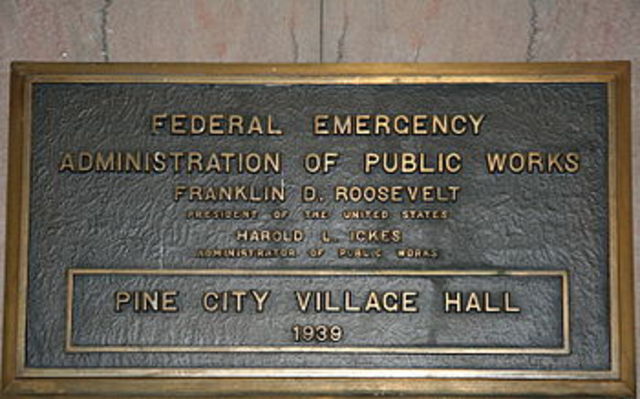 FEDERAL EMERGENCY
ADMINISTRATION OF PUBLIC WORKS
FRANKLIN D. ROOSEVELT
PRESIDENT OF THE UNITED STATES
HAROLD L. ICKES
ADMINISTRATOR OF PUBLIC WORKS
PINE CITY VILLAGE HALL
1939